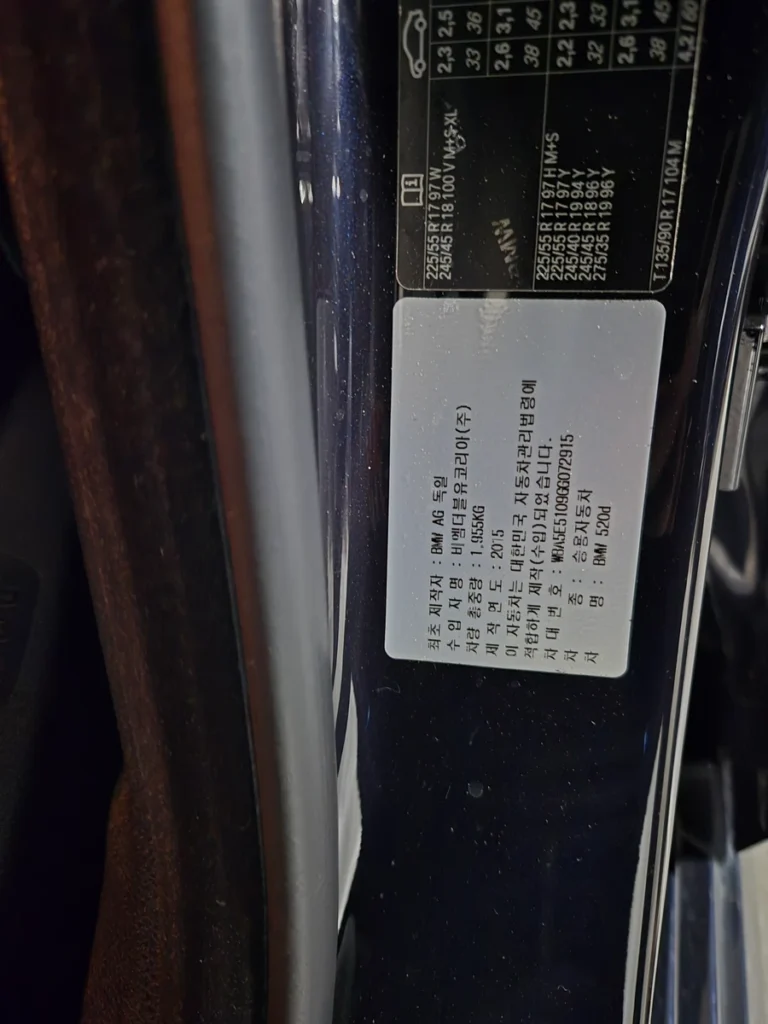 2,3 2,5
33 36
2,6 3,1
38 45
2,2 2,3
32 33
2,6 3,1
38 45
4,2 / 60
225/55 R 17 97 W
245/45 R 18 100 V M+S XL
225/55 R 17 97 H M+S
225/55 R 17 97 Y
245/40 R 19 94 Y
245/45 R 18 96 Y
275/35 R 19 96 Y
T 135/90 R 17 104 M
BMW
최초 제작자 : BMW AG 독일
수 입 자 명 : 비엠더블유코리아(주)
차량 총중량 : 1,955KG
제 작 연 도 : 2015
이 자동차는 대한민국 자동차관리법령에
적합하게 제작(수입)되었습니다.
차 대 번 호 : WBA5E5109GG072915
차 종 : 승용자동차
차 명 : BMW 520d